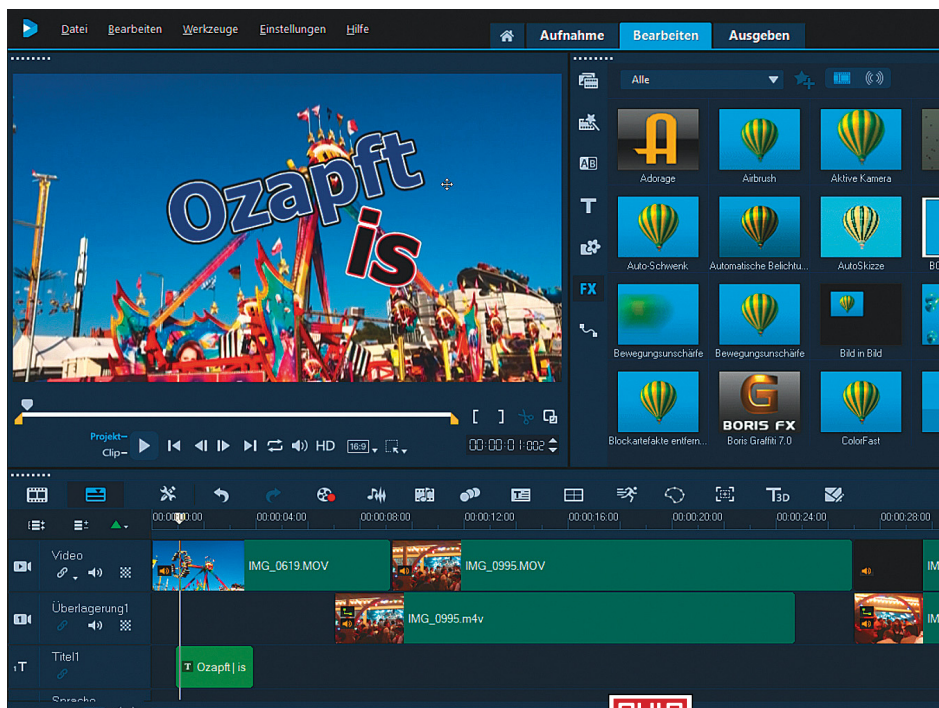 Datei Bearbeiten Werkzeuge Einstellungen Hilfe
Aufnahme Bearbeiten Ausgeben
Alle
Ozapft
is
Adorage Airbrush Aktive Kamera
Auto-Schwenk Automatische Belichtu... AutoSkizze
Bewegungsunschärfe Bewegungsunschärfe Bild in Bild
BORIS FX
Blockartefakte entfern... Boris Graffiti 7.0 ColorFast
FX
Projekt
Clip
HD 16:9
00:00:01:002
T3D
00:00:04:00 00:00:08:00 00:00:12:00 00:00:16:00 00:00:20:00 00:00:24:00 00:00:28:00
Video
IMG_0619.MOV IMG_0995.MOV
Überlagerung1
IMG_0995.m4v
Titel1
Ozapft| is